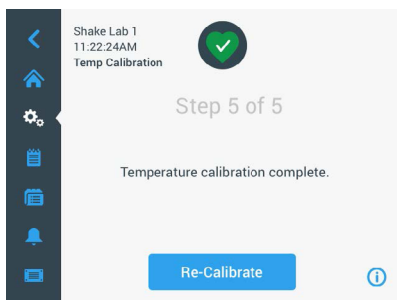 Shake Lab 1
11:22:24AM
Temp Calibration
Step 5 of 5
Temperature calibration complete.
Re-Calibrate